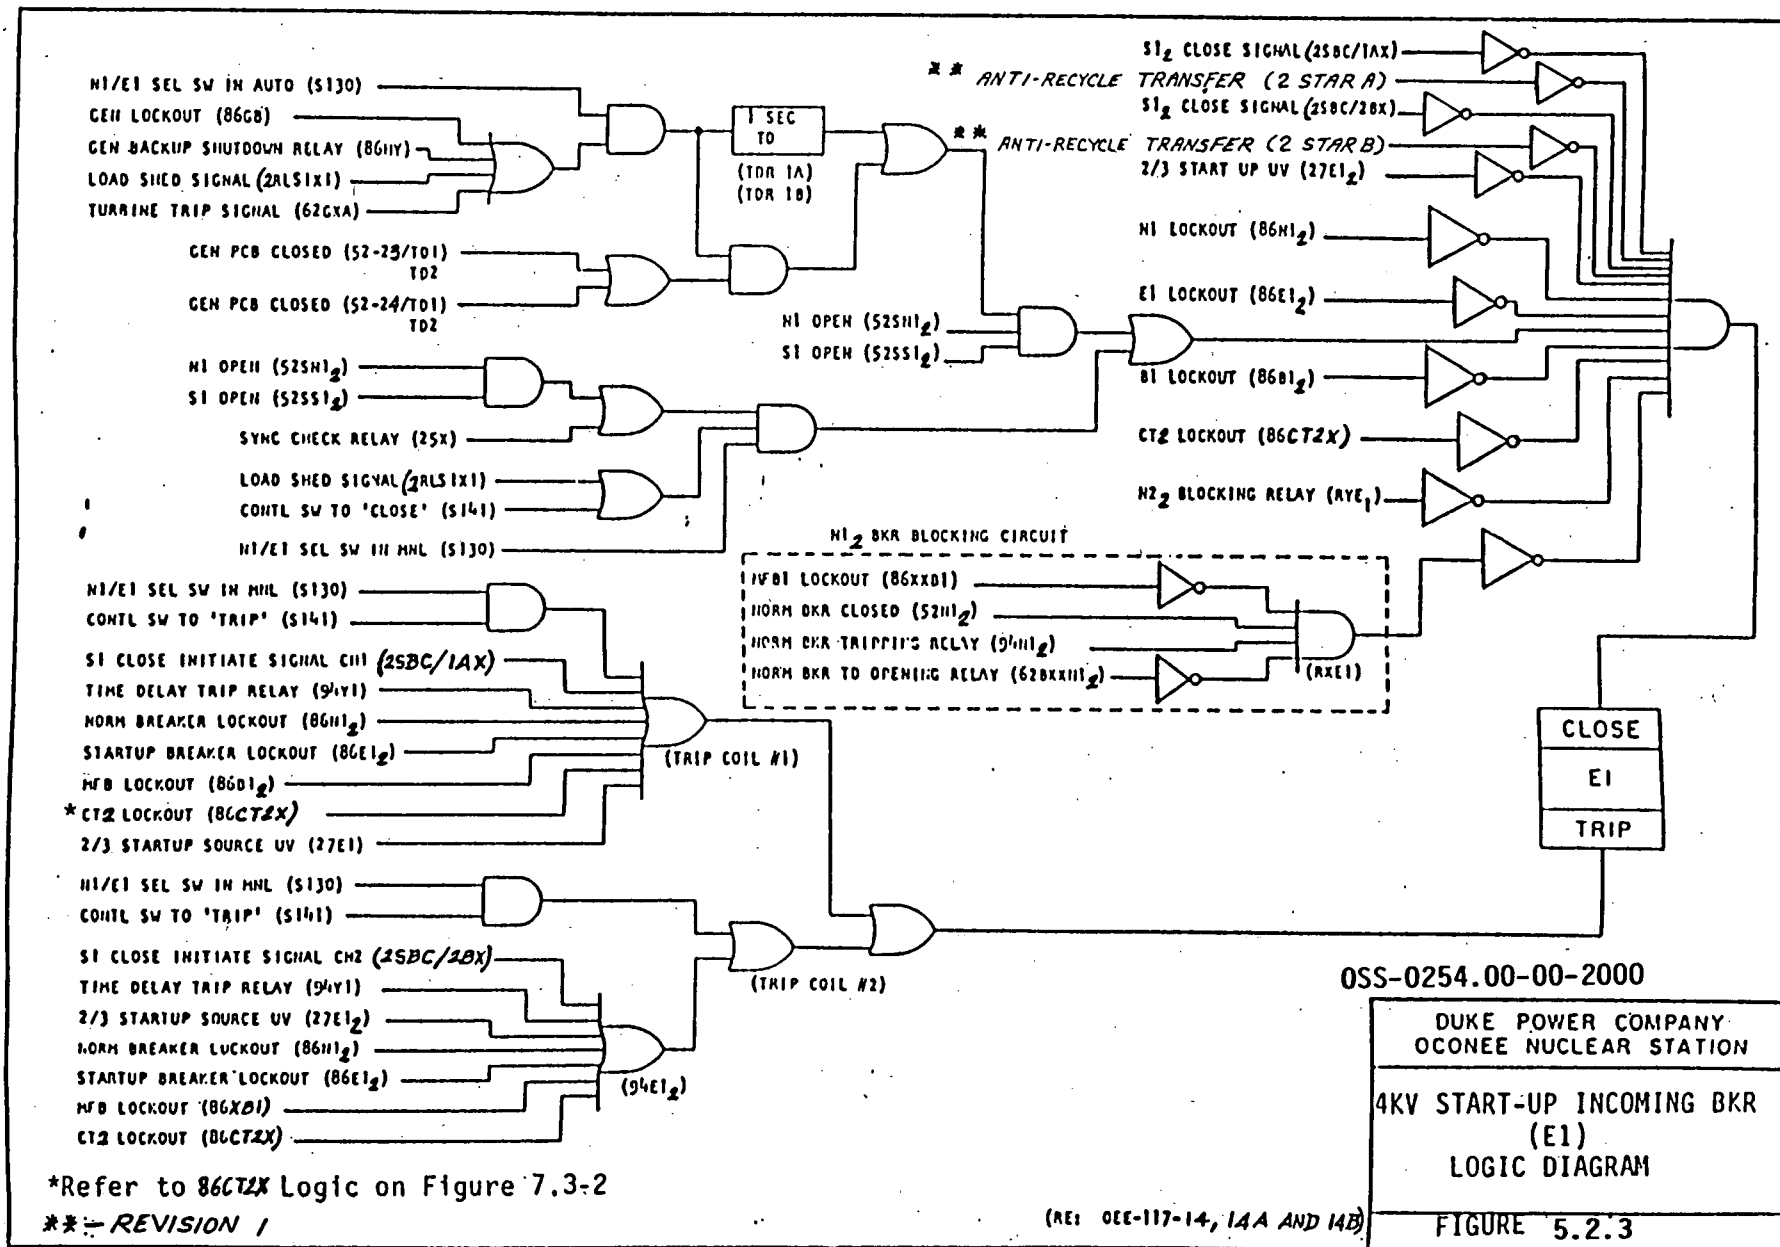 N1/E1 SEL SW IN AUTO (S130)
GEN LOCKOUT (86GB)
GEN BACKUP SHUTDOWN RELAY (86HY)
LOAD SHED SIGNAL (2RLS1X1)
TURBINE TRIP SIGNAL (62GXA)
1 SEC
TD
(TDR 1A)
(TDR 1B)
GEN PCB CLOSED (52-23/TD1)
TD2
GEN PCB CLOSED (52-24/TD1)
TD2
N1 OPEN (52SN1₂)
S1 OPEN (52SS1₂)
N1 OPEN (52SN1₂)
S1 OPEN (52SS1₂)
SYNC CHECK RELAY (25X)
LOAD SHED SIGNAL (2RLS1X1)
CONTL SW TO 'CLOSE' (S141)
N1/E1 SEL SW IN MNL (S130)
S1₂ CLOSE SIGNAL (2SBC/1AX)
** ANTI-RECYCLE TRANSFER (2 STAR A)
S1₂ CLOSE SIGNAL (2SBC/2BX)
** ANTI-RECYCLE TRANSFER (2 STAR B)
2/3 START UP UV (27E1₂)
N1 LOCKOUT (86N1₂)
E1 LOCKOUT (86E1₂)
B1 LOCKOUT (86B1₂)
CT2 LOCKOUT (86CT2X)
N2₂ BLOCKING RELAY (RYE₁)
N1₂ BKR BLOCKING CIRCUIT
MFB1 LOCKOUT (86XXB1)
NORM BKR CLOSED (52N1₂)
NORM BKR TRIPPING RELAY (94N1₂)
NORM BKR TD OPENING RELAY (62BXXN1₂)
(RXE1)
N1/E1 SEL SW IN MNL (S130)
CONTL SW TO 'TRIP' (S141)
S1 CLOSE INITIATE SIGNAL CH1 (2SBC/1AX)
TIME DELAY TRIP RELAY (94Y1)
NORM BREAKER LOCKOUT (86N1₂)
STARTUP BREAKER LOCKOUT (86E1₂)
MFB LOCKOUT (86B1₂)
* CT2 LOCKOUT (86CT2X)
2/3 STARTUP SOURCE UV (27E1)
(TRIP COIL #1)
N1/E1 SEL SW IN MNL (S130)
CONTL SW TO 'TRIP' (S141)
S1 CLOSE INITIATE SIGNAL CH2 (2SBC/2BX)
TIME DELAY TRIP RELAY (94Y1)
2/3 STARTUP SOURCE UV (27E1₂)
NORM BREAKER LOCKOUT (86N1₂)
STARTUP BREAKER LOCKOUT (86E1₂)
MFB LOCKOUT (86XB1)
CT2 LOCKOUT (86CT2X)
(94E1₂)
(TRIP COIL #2)
CLOSE
E1
TRIP
*Refer to 86CT2X Logic on Figure 7.3-2
** - REVISION 1
(RE: OEE-117-14, 14A AND 14B)
OSS-0254.00-00-2000
DUKE POWER COMPANY
OCONEE NUCLEAR STATION
4KV START-UP INCOMING BKR
(E1)
LOGIC DIAGRAM
FIGURE 5.2.3